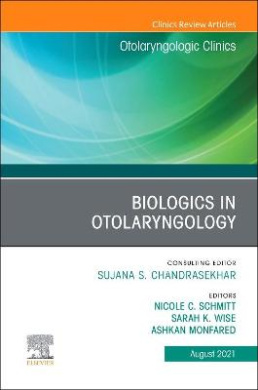 Clinics Review Articles
Otolaryngologic Clinics
BIOLOGICS IN
OTOLARYNGOLOGY
CONSULTING EDITOR
SUJANA S. CHANDRASEKHAR
EDITORS
NICOLE C. SCHMITT
SARAH K. WISE
ASHKAN MONFARED
ELSEVIER
August 2021